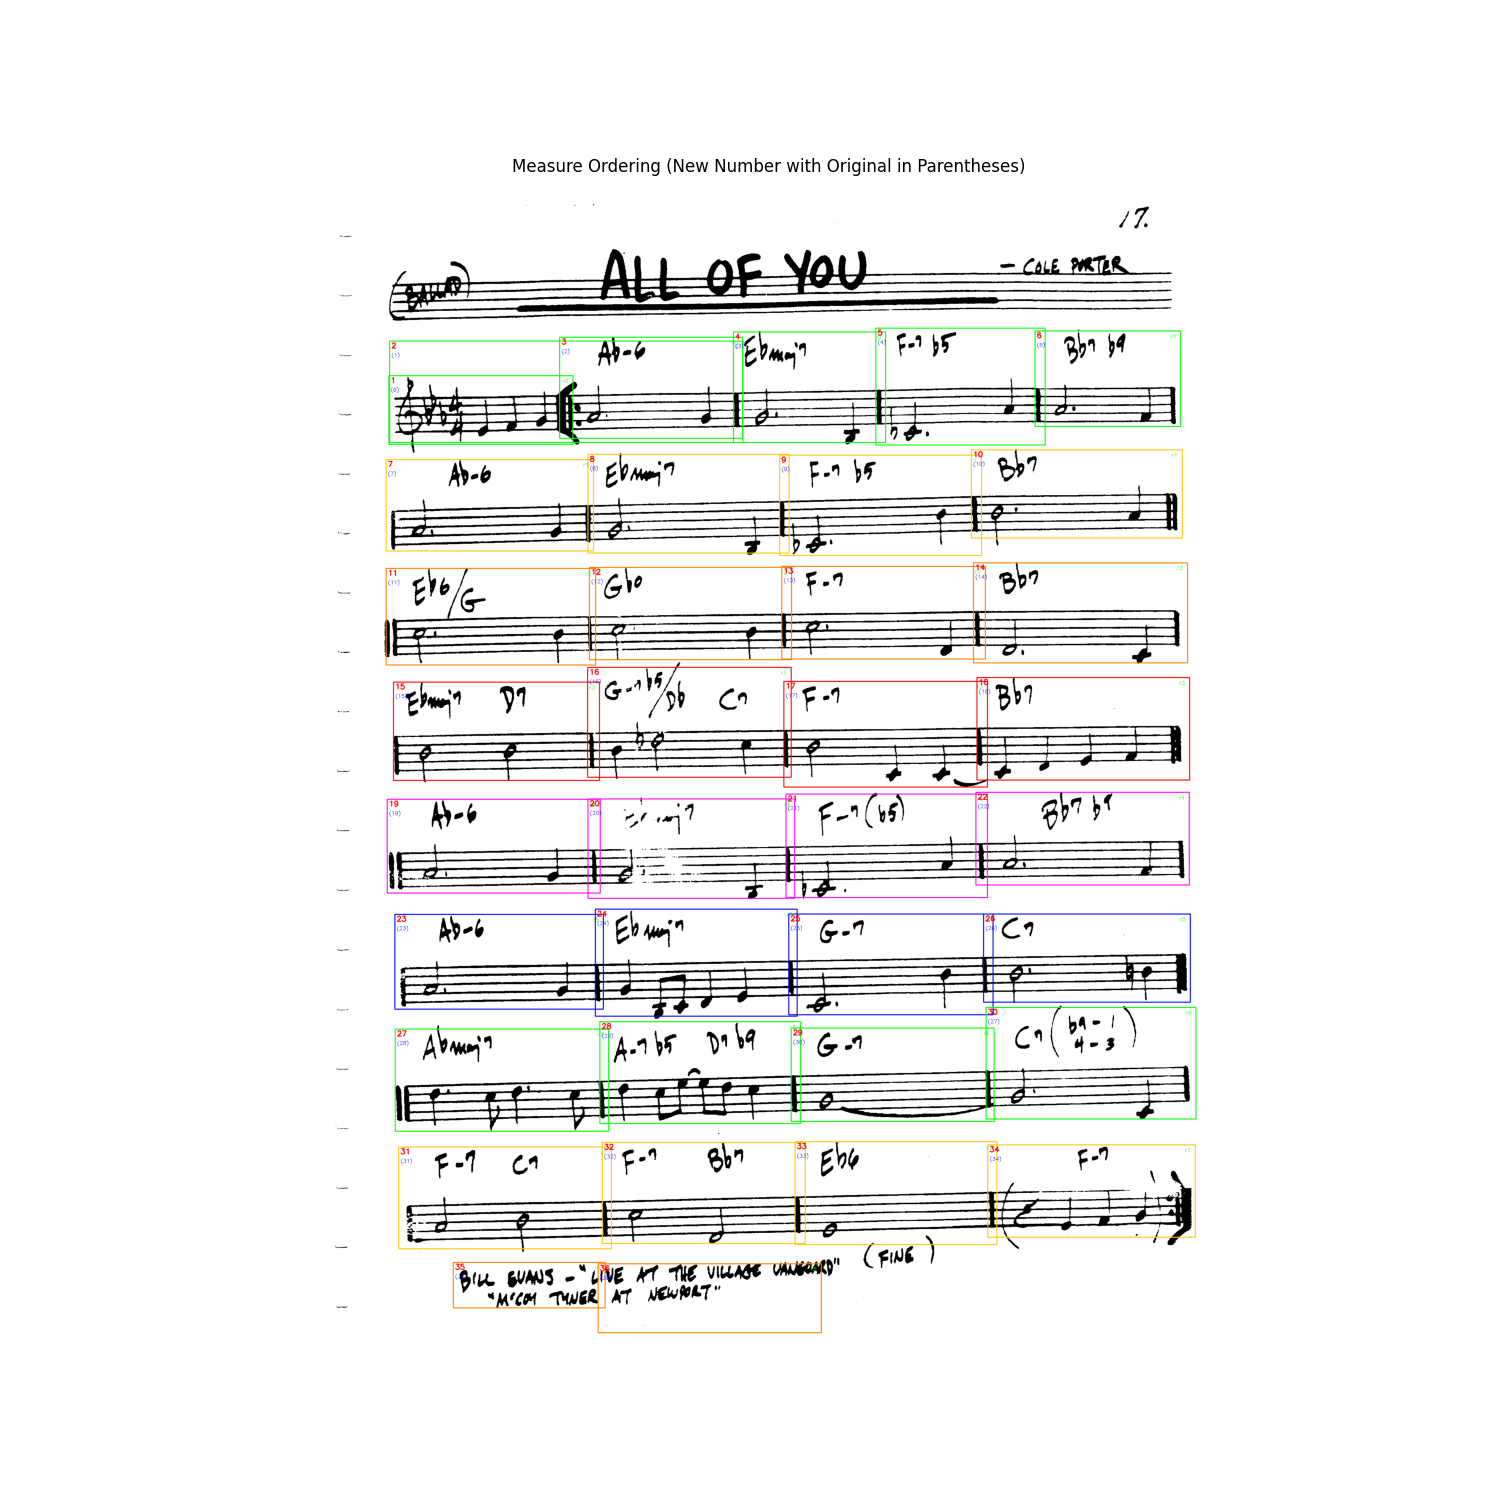 Measure Ordering (New Number with Original in Parentheses)
17.
(BALLAD)
ALL OF YOU
- COLE PORTER
2 (1) 3 (2) Ab-6 4 (3) Ebmaj7 5 (4) F-7 b5 6 (5) Bb7 b9
1 (6)
7 (7) Ab-6 8 (8) Ebmaj7 9 (9) F-7 b5 10 (10) Bb7
11 (11) Eb6/G 12 (12) Gbo 13 (13) F-7 14 (14) Bb7
15 (15) Ebmaj7 D7 16 (16) G-7b5/Db C7 17 (17) F-7 18 (18) Bb7
19 (19) Ab-6 20 (20) Ebmaj7 21 (21) F-7(b5) 22 (22) Bb7 b9
23 (23) Ab-6 24 (24) Ebmaj7 25 (25) G-7 26 (26) C7
27 (28) Abmaj7 28 (29) A-7b5 D7b9 29 (30) G-7 30 (27) C7(b9-1 4-3)
31 (31) F-7 C7 32 (32) F-7 Bb7 33 (33) Eb6 34 (34) F-7
(FINE)
35 36
BILL EVANS - "LIVE AT THE VILLAGE VANGUARD"
"McCOY TYNER AT NEWPORT"